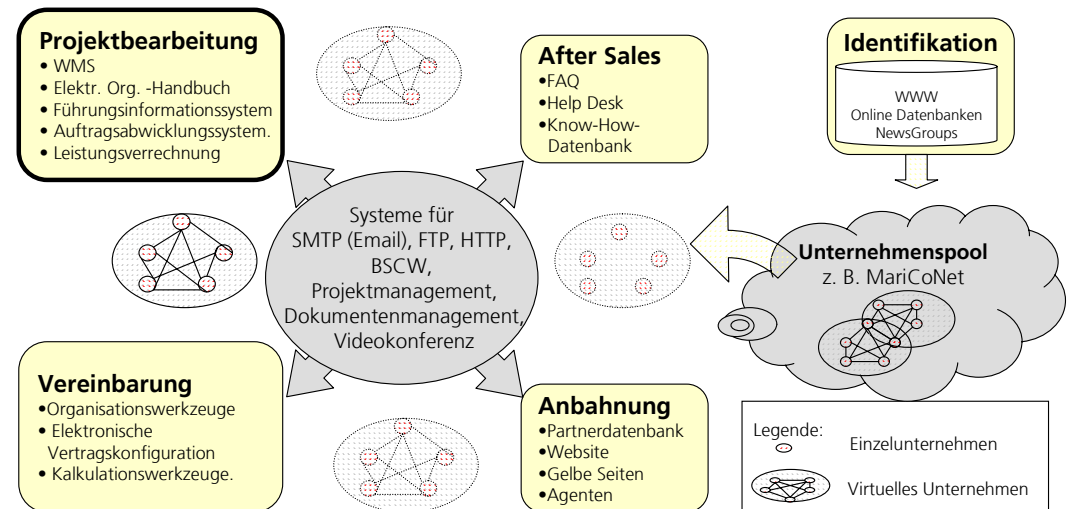 Projektbearbeitung
• WMS
• Elektr. Org. -Handbuch
• Führungsinformationssystem
• Auftragsabwicklungssystem.
• Leistungsverrechnung
After Sales
•FAQ
•Help Desk
•Know-How-
Datenbank
Identifikation
WWW
Online Datenbanken
NewsGroups
Systeme für
SMTP (Email), FTP, HTTP,
BSCW,
Projektmanagement,
Dokumentenmanagement,
Videokonferenz
Unternehmenspool
z. B. MariCoNet
Vereinbarung
•Organisationswerkzeuge
• Elektronische
Vertragskonfiguration
• Kalkulationswerkzeuge.
Anbahnung
•Partnerdatenbank
•Website
•Gelbe Seiten
•Agenten
Legende:
Einzelunternehmen
Virtuelles Unternehmen